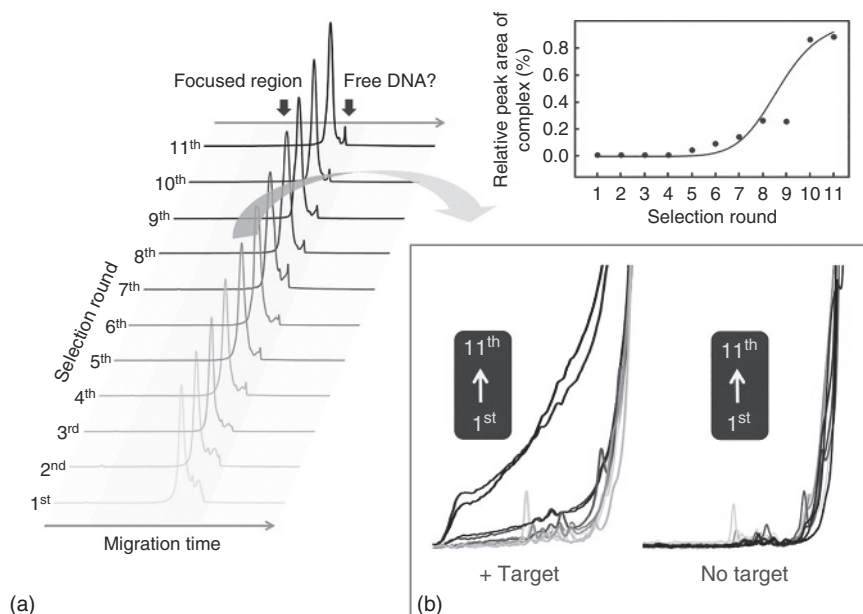 Focused region
Free DNA?
11th
10th
9th
8th
7th
6th
5th
4th
3rd
2nd
1st
Selection round
Migration time
(a)
Relative peak area of
complex (%)
0.8
0.6
0.4
0.2
0.0
1 2 3 4 5 6 7 8 9 10 11
Selection round
11th
1st
+ Target
11th
1st
No target
(b)